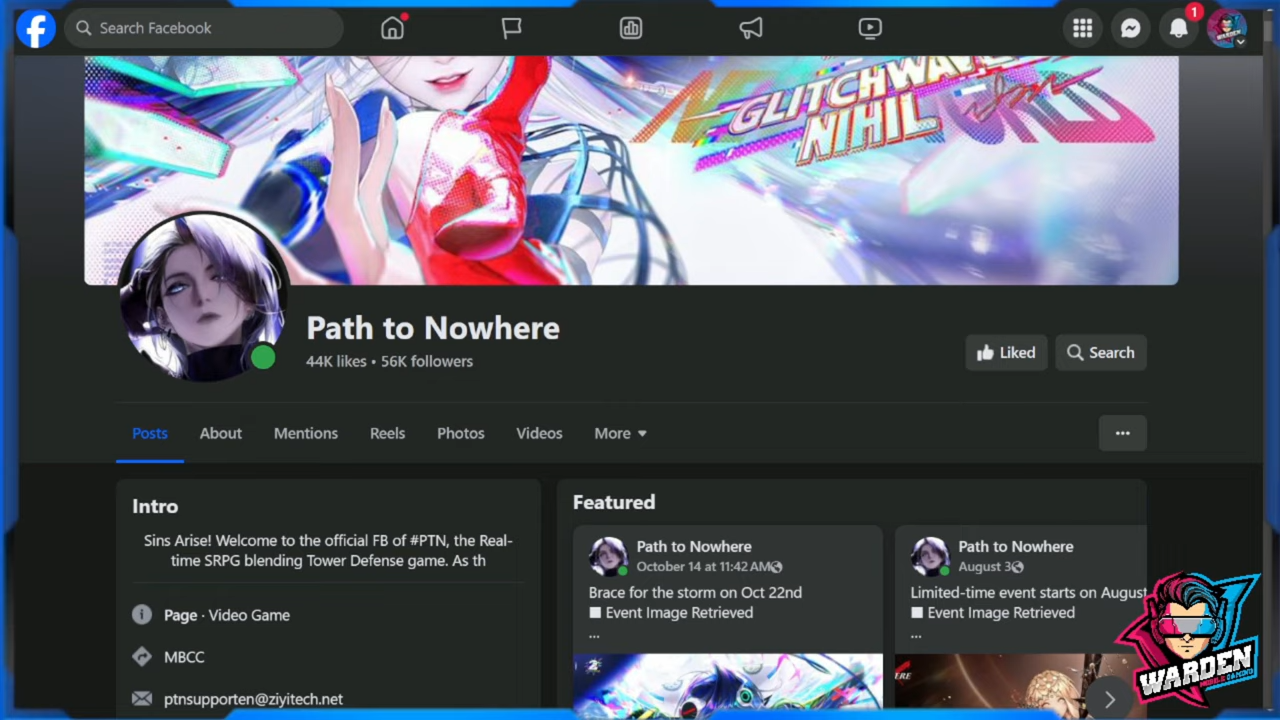 Search Facebook
1
WARDEN
GLITCHWAVE
NIHIL
Path to Nowhere
44K likes • 56K followers
Liked
Search
Posts
About
Mentions
Reels
Photos
Videos
More
Intro
Sins Arise! Welcome to the official FB of #PTN, the Real-
time SRPG blending Tower Defense game. As th
Page · Video Game
MBCC
ptnsupporten@ziyitech.net
Featured
Path to Nowhere
October 14 at 11:42 AM
Brace for the storm on Oct 22nd
■ Event Image Retrieved
...
Path to Nowhere
August 3
Limited-time event starts on August
■ Event Image Retrieved
...
WARDEN
MOBILE GAMING